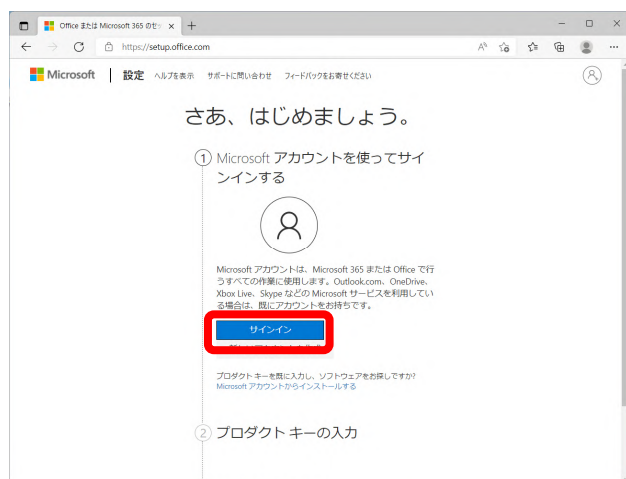 Office または Microsoft 365 のセッ
https://setup.office.com
Microsoft | 設定 ヘルプを表示 サポートに問い合わせ フィードバックをお寄せください
さあ、はじめましょう。
1 Microsoft アカウントを使ってサイ
ンインする
Microsoft アカウントは、Microsoft 365 または Office で行
うすべての作業に使用します。Outlook.com、OneDrive、
Xbox Live、Skype などの Microsoft サービスを利用してい
る場合は、既にアカウントをお持ちです。
サインイン
プロダクト キーを既に入力し、ソフトウェアをお探しですか?
Microsoft アカウントからインストールする
2 プロダクト キーの入力